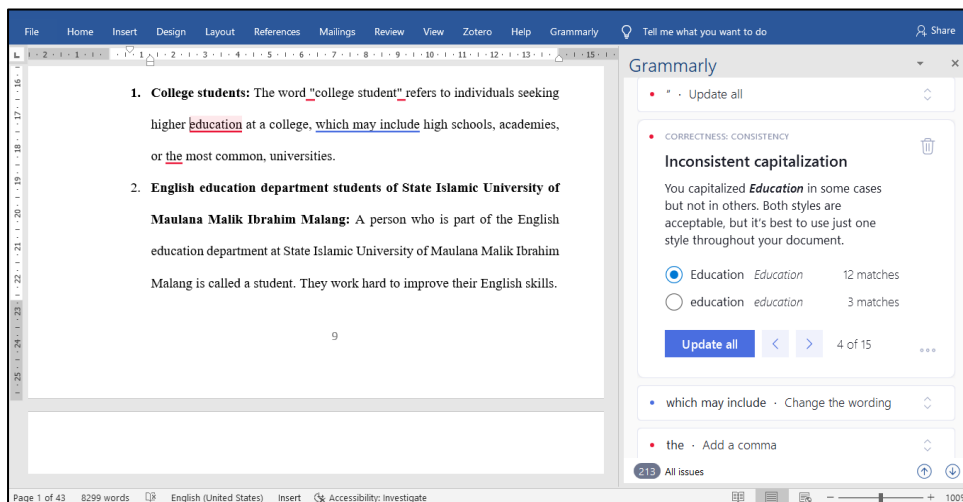 File Home Insert Design Layout References Mailings Review View Zotero Help Grammarly Tell me what you want to do Share
1. College students: The word "college student" refers to individuals seeking
higher education at a college, which may include high schools, academies,
or the most common, universities.
2. English education department students of State Islamic University of
Maulana Malik Ibrahim Malang: A person who is part of the English
education department at State Islamic University of Maulana Malik Ibrahim
Malang is called a student. They work hard to improve their English skills.
9
Grammarly
" · Update all
CORRECTNESS: CONSISTENCY
Inconsistent capitalization
You capitalized Education in some cases
but not in others. Both styles are
acceptable, but it's best to use just one
style throughout your document.
Education Education 12 matches
education education 3 matches
Update all 4 of 15
which may include · Change the wording
the · Add a comma
213 All issues
Page 1 of 43 8299 words English (United States) Insert Accessibility: Investigate